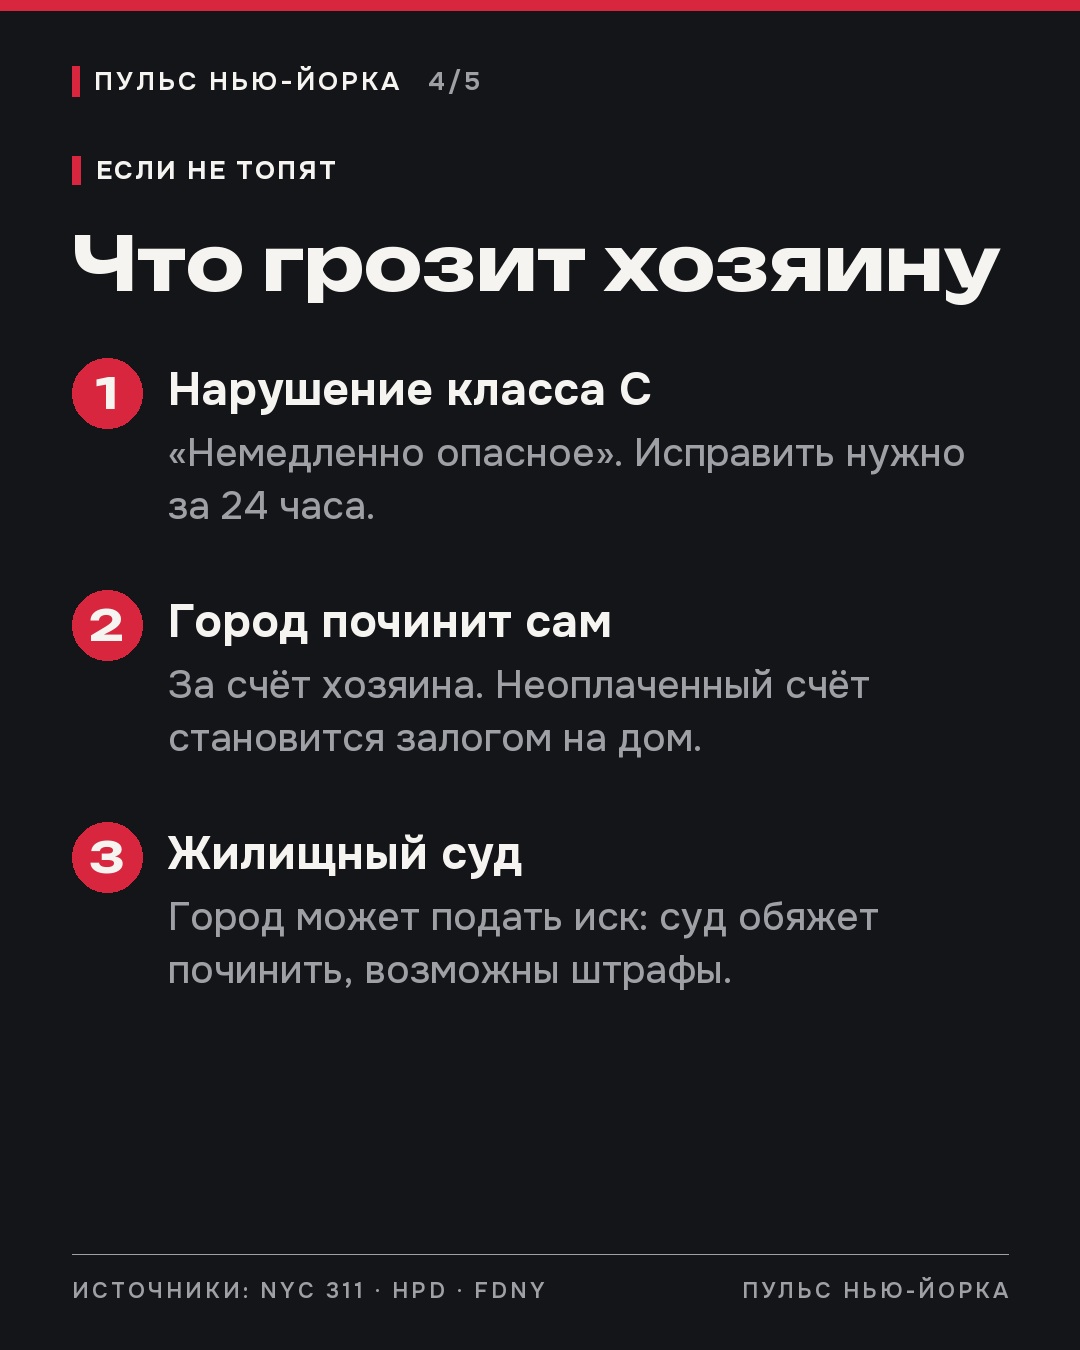 ПУЛЬС НЬЮ-ЙОРКА 4/5
ЕСЛИ НЕ ТОПЯТ
Что грозит хозяину
1 Нарушение класса C
«Немедленно опасное». Исправить нужно
за 24 часа.
2 Город починит сам
За счёт хозяина. Неоплаченный счёт
становится залогом на дом.
3 Жилищный суд
Город может подать иск: суд обяжет
починить, возможны штрафы.
ИСТОЧНИКИ: NYC 311 · HPD · FDNY ПУЛЬС НЬЮ-ЙОРКА